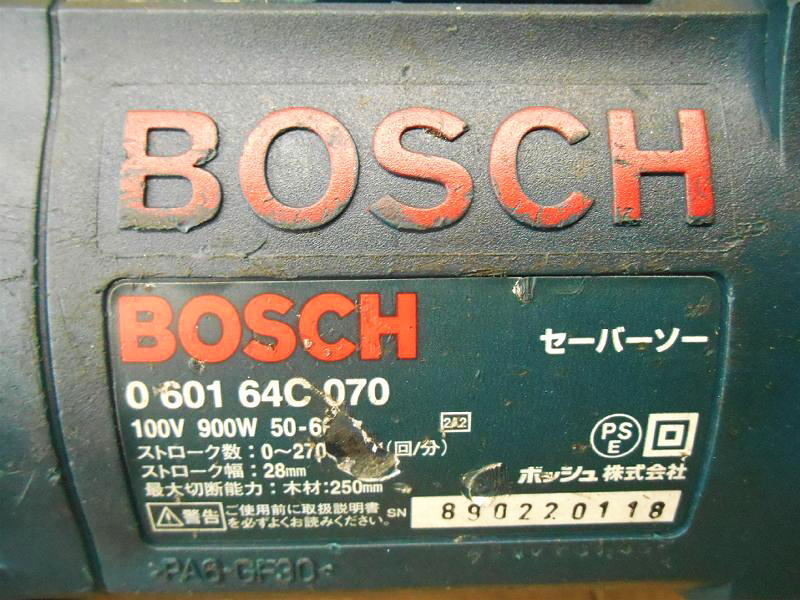 BOSCH
BOSCH
セーバーソー
0 601 64C 070
100V 900W 50-6
2A2
PSE
ストローク数：0～270 (回/分)
ストローク幅：28mm
最大切断能力：木材：250mm
ボッシュ株式会社
警告 ご使用前に取扱説明書
を必ずよくお読みください。
SN 890220118
>PA6-GF30<